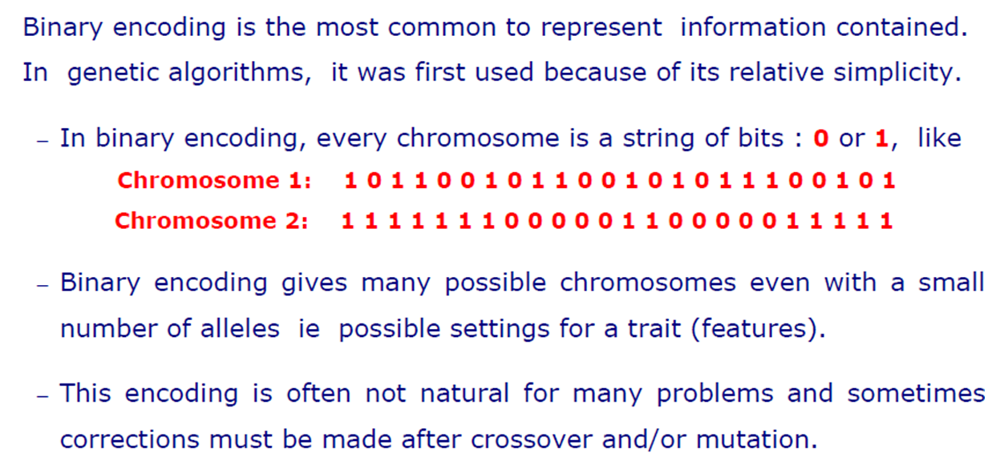 Binary encoding is the most common to represent information contained.
In genetic algorithms, it was first used because of its relative simplicity.
– In binary encoding, every chromosome is a string of bits : 0 or 1, like
Chromosome 1: 1 0 1 1 0 0 1 0 1 1 0 0 1 0 1 0 1 1 1 0 0 1 0 1
Chromosome 2: 1 1 1 1 1 1 1 0 0 0 0 0 1 1 0 0 0 0 0 1 1 1 1 1
– Binary encoding gives many possible chromosomes even with a small
number of alleles ie possible settings for a trait (features).
– This encoding is often not natural for many problems and sometimes
corrections must be made after crossover and/or mutation.